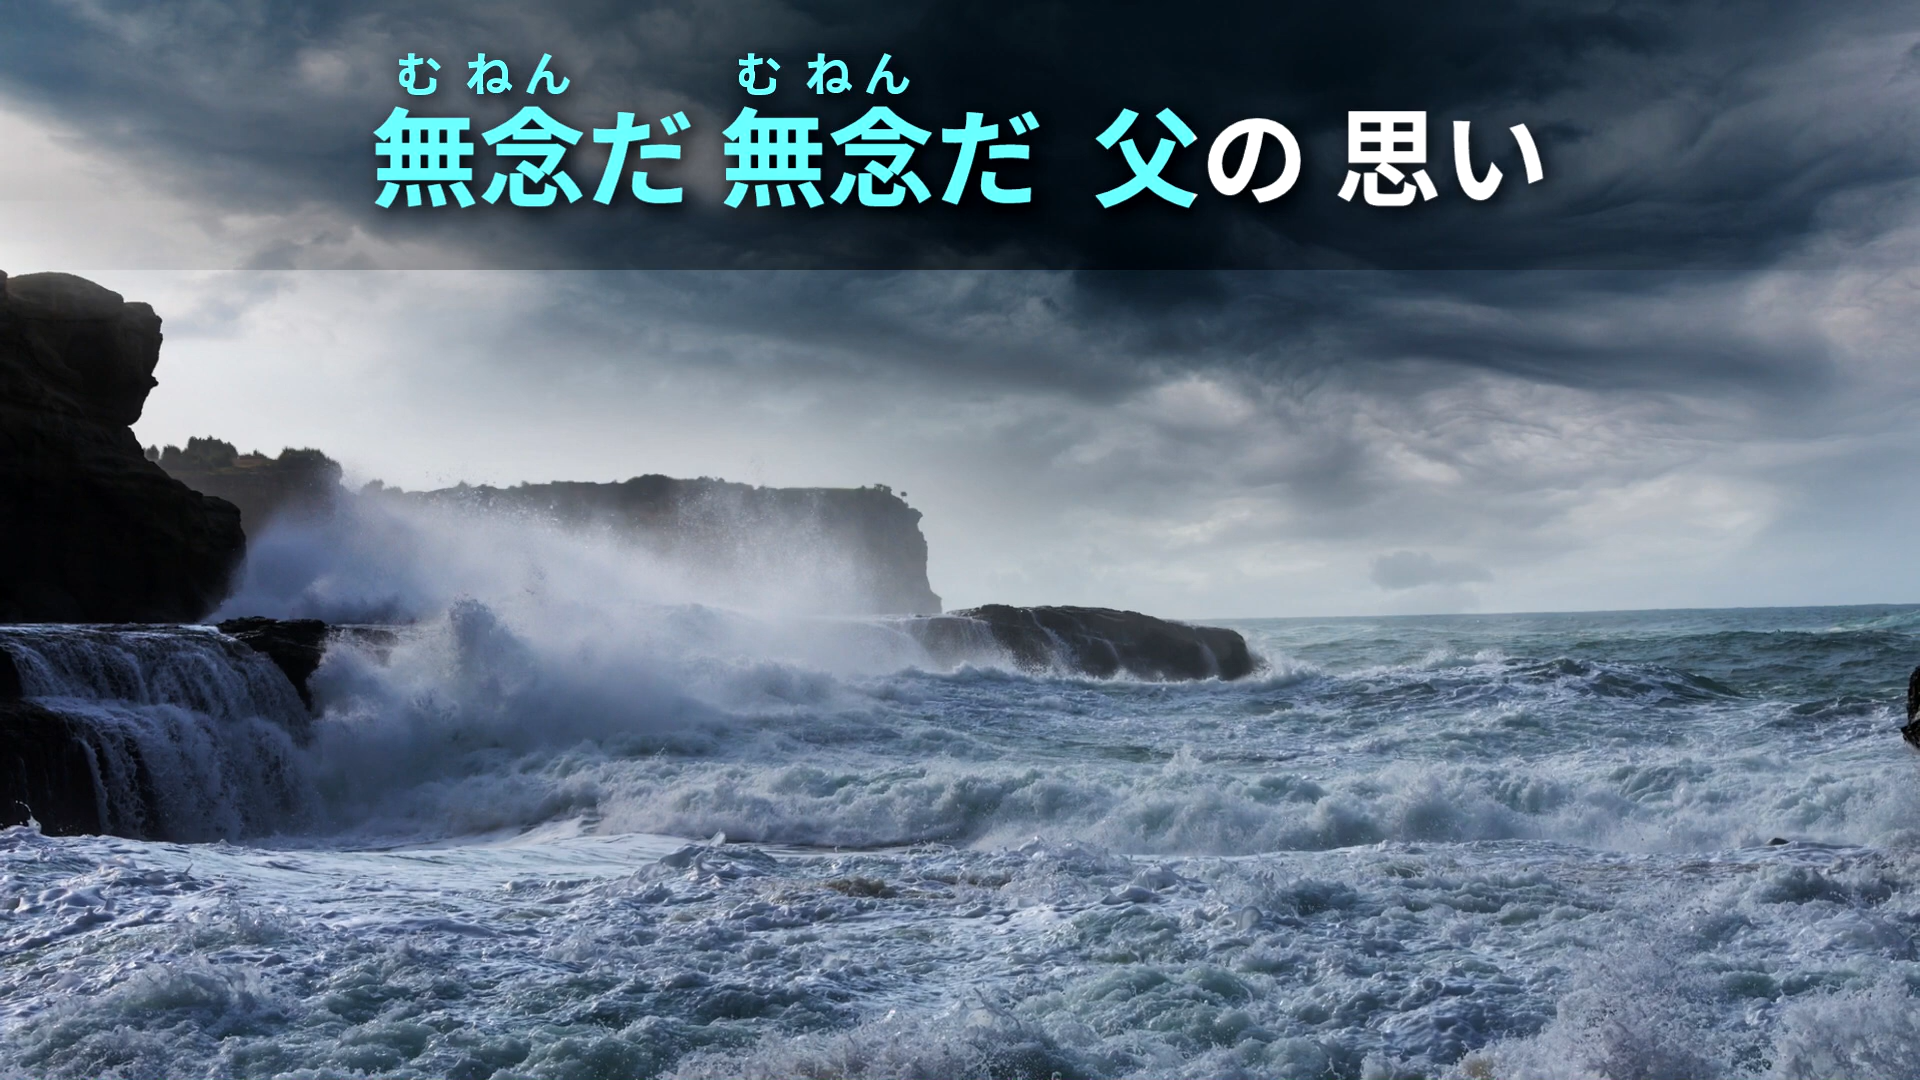 む ねん む ねん
無念だ 無念だ 父の 思い